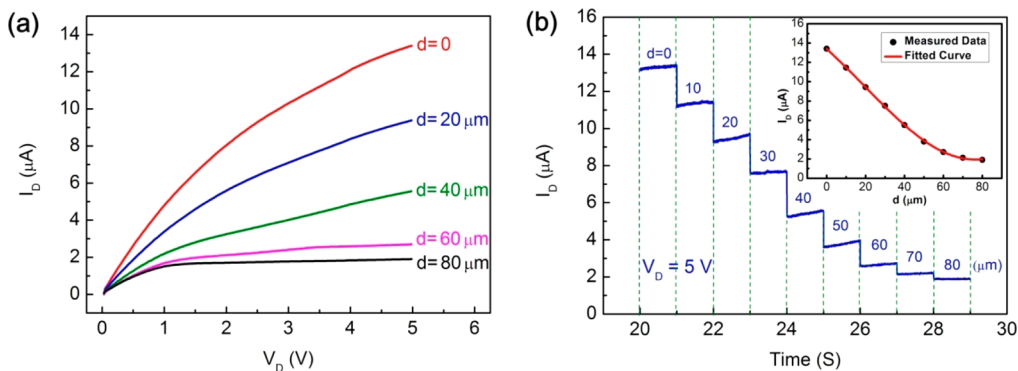 (a)
14
12
10
8
6
4
2
0
I_D (μA)
0 1 2 3 4 5 6
V_D (V)
d= 0
d= 20 μm
d= 40 μm
d= 60 μm
d= 80 μm
(b)
16
14
12
10
8
6
4
2
0
I_D (μA)
20 22 24 26 28 30
Time (S)
d=0
10
20
30
40
50
60
70
80 (μm)
V_D = 5 V
16
14
12
10
8
6
4
2
0
I_D (μA)
0 20 40 60 80
d (μm)
Measured Data
Fitted Curve